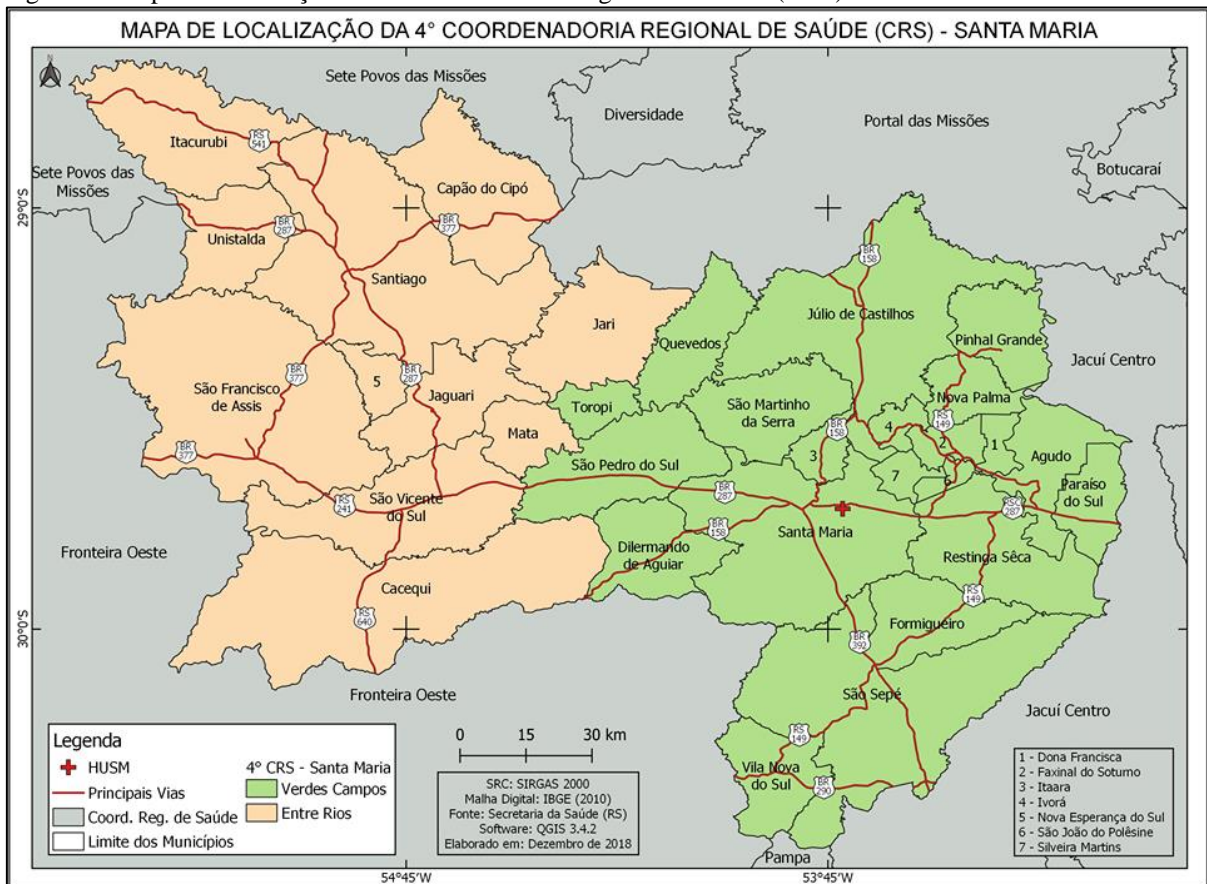 MAPA DE LOCALIZAÇÃO DA 4° COORDENADORIA REGIONAL DE SAÚDE (CRS) - SANTA MARIA
N
Sete Povos das Missões
Diversidade
Portal das Missões
Botucaraí
Sete Povos das
Missões
29°0'S
Itacurubi
RS
541
Capão do Cipó
BR
377
Unistalda
BR
287
Santiago
BR
158
Júlio de Castilhos
Jari
Quevedos
Pinhal Grande
Jacuí Centro
São Francisco
de Assis
BR
377
5
BR
287
Jaguari
Toropi
São Martinho
da Serra
Nova Palma
RS
149
Mata
BR
158
4
2
1
3
7
6
Agudo
Paraíso
do Sul
São Pedro do Sul
BR
377
RS
241
São Vicente
do Sul
BR
287
RSC
287
BR
158
Santa Maria
Dilermando
de Aguiar
Restinga Sêca
Fronteira Oeste
Cacequi
RS
640
RS
149
Formigueiro
30°0'S
BR
392
Fronteira Oeste
São Sepé
Jacuí Centro
RS
149
Vila Nova
do Sul
BR
290
Pampa
0 15 30 km
Legenda
HUSM
Principais Vias
Coord. Reg. de Saúde
Limite dos Municípios
4° CRS - Santa Maria
Verdes Campos
Entre Rios
SRC: SIRGAS 2000
Malha Digital: IBGE (2010)
Fonte: Secretaria da Saúde (RS)
Software: QGIS 3.4.2
Elaborado em: Dezembro de 2018
1 - Dona Francisca
2 - Faxinal do Soturno
3 - Itaara
4 - Ivorá
5 - Nova Esperança do Sul
6 - São João do Polêsine
7 - Silveira Martins
54°45'W
53°45'W